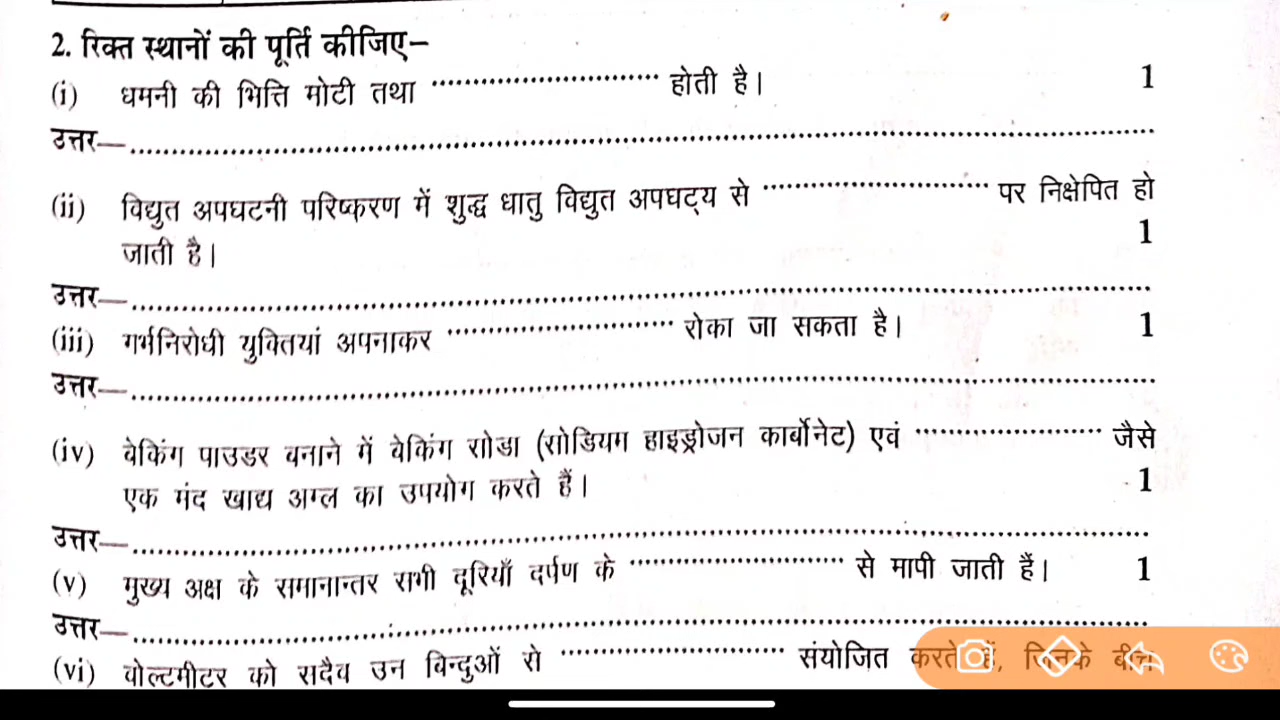 2. रिक्त स्थानों की पूर्ति कीजिए–
(i) धमनी की भित्ति मोटी तथा ........................ होती है। 1
उत्तर—........................
(ii) विद्युत अपघटनी परिष्करण में शुद्ध धातु विद्युत अपघट्य से ........................ पर निक्षेपित हो
जाती है। 1
उत्तर—........................
(iii) गर्भनिरोधी युक्तियां अपनाकर ........................ रोका जा सकता है। 1
उत्तर—........................
(iv) बेकिंग पाउडर बनाने में बेकिंग सोडा (सोडियम हाइड्रोजन कार्बोनेट) एवं ........................ जैसे
एक मंद खाद्य अम्ल का उपयोग करते हैं। 1
उत्तर—........................
(v) मुख्य अक्ष के समानान्तर सभी दूरियाँ दर्पण के ........................ से मापी जाती हैं। 1
उत्तर—........................
(vi) वोल्टमीटर को सदैव उन बिन्दुओं से ........................ संयोजित करते हैं, जिनके बीच